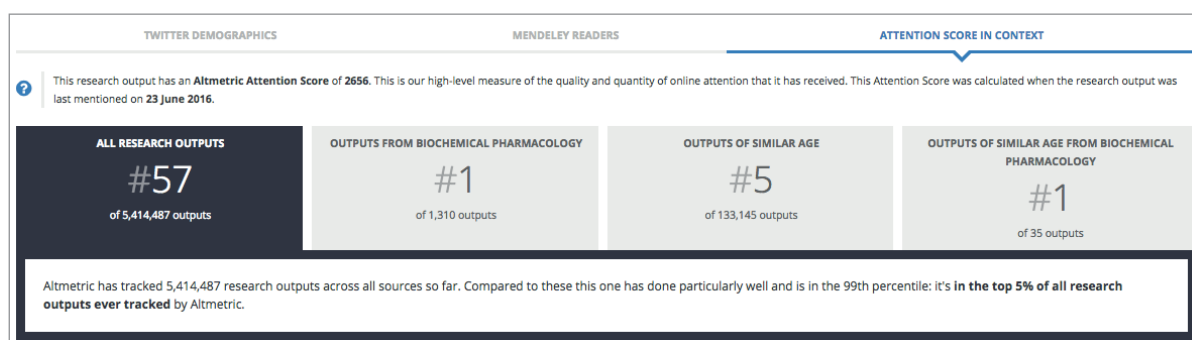 TWITTER DEMOGRAPHICS
MENDELEY READERS
ATTENTION SCORE IN CONTEXT
?
This research output has an Altmetric Attention Score of 2656. This is our high-level measure of the quality and quantity of online attention that it has received. This Attention Score was calculated when the research output was
last mentioned on 23 June 2016.
ALL RESEARCH OUTPUTS
#57
of 5,414,487 outputs
OUTPUTS FROM BIOCHEMICAL PHARMACOLOGY
#1
of 1,310 outputs
OUTPUTS OF SIMILAR AGE
#5
of 133,145 outputs
OUTPUTS OF SIMILAR AGE FROM BIOCHEMICAL
PHARMACOLOGY
#1
of 35 outputs
Altmetric has tracked 5,414,487 research outputs across all sources so far. Compared to these this one has done particularly well and is in the 99th percentile: it's in the top 5% of all research
outputs ever tracked by Altmetric.